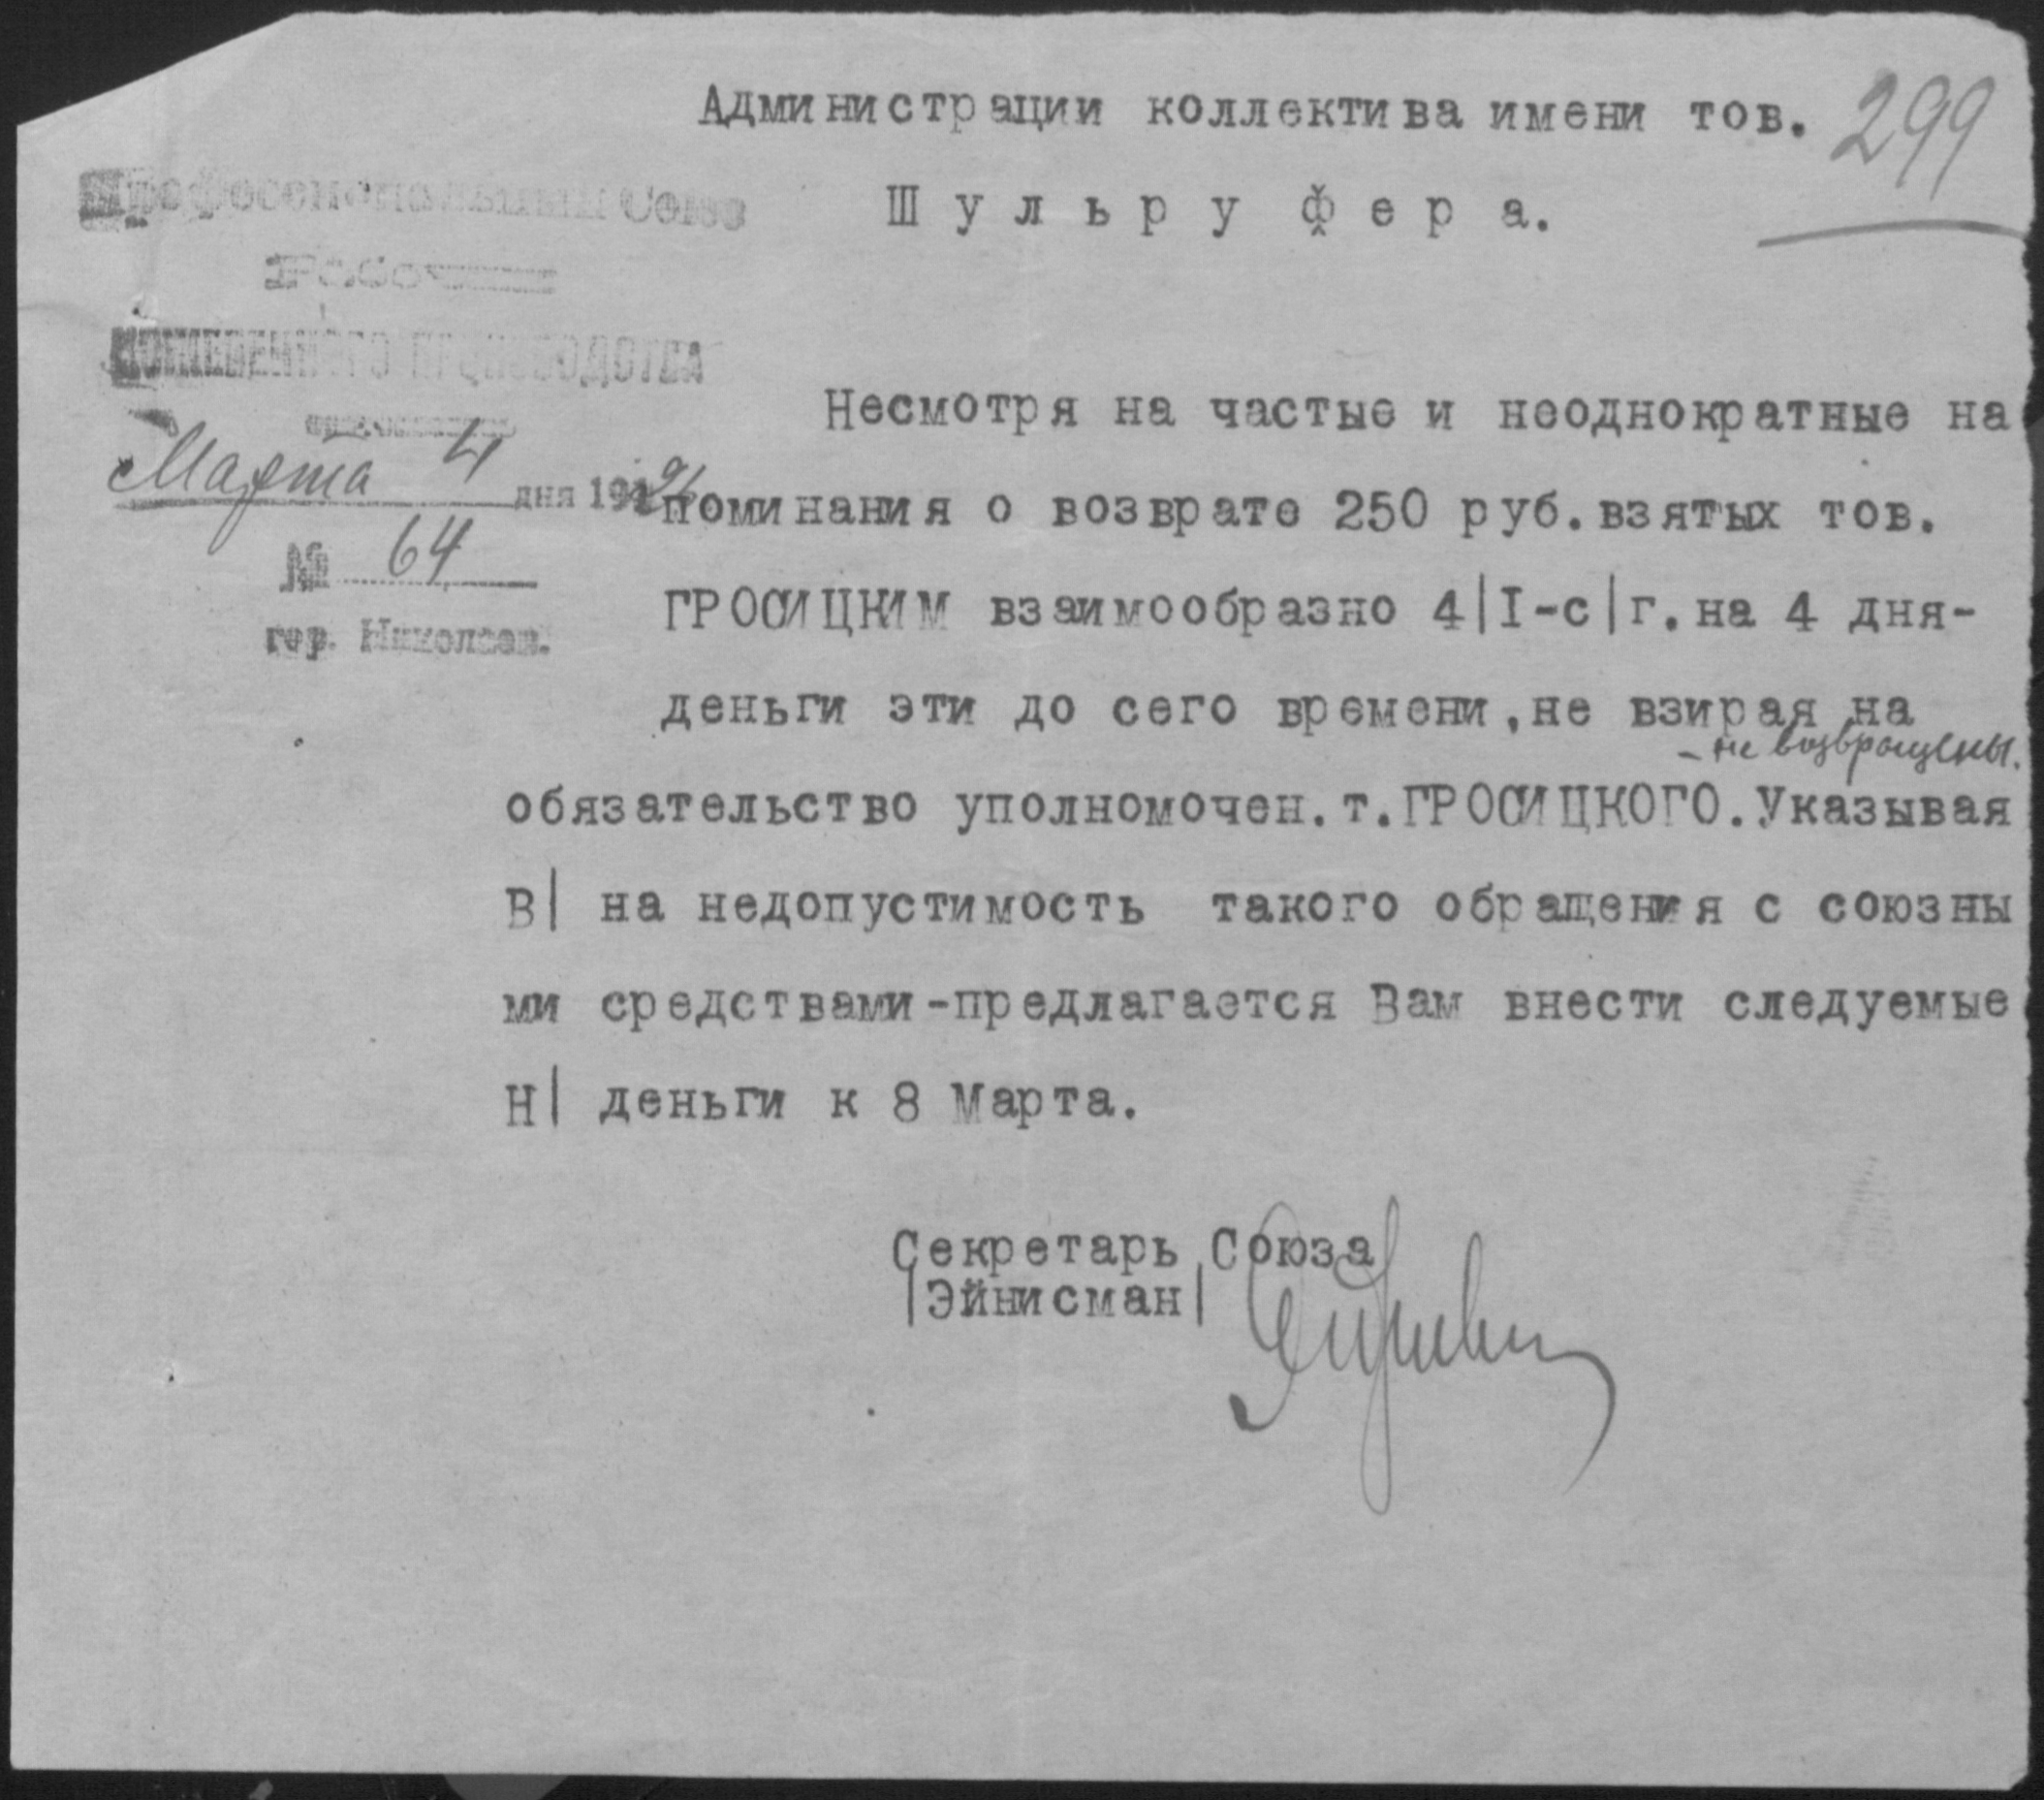 Администрации коллектива имени тов.
299
Шульруфера.
Профессиональный Союз
Рабочих
КОЖЕВЕННОГО ПРОИЗВОДСТВА
Марта 4 дня 192
№ 64
гор. Николаев.
Несмотря на частые и неоднократные на
поминания о возврате 250 руб. взятых тов.
ГРОСИЦКИМ взаимообразно 4|I-с|г. на 4 дня-
деньги эти до сего времени, не взирая на
- не возвращены.
обязательство уполномочен. т. ГРОСИЦКОГО. Указывая
В| на недопустимость такого обращения с союзны
ми средствами-предлагается Вам внести следуемые
Н| деньги к 8 Марта.
Секретарь Союза
|Эйнисман|